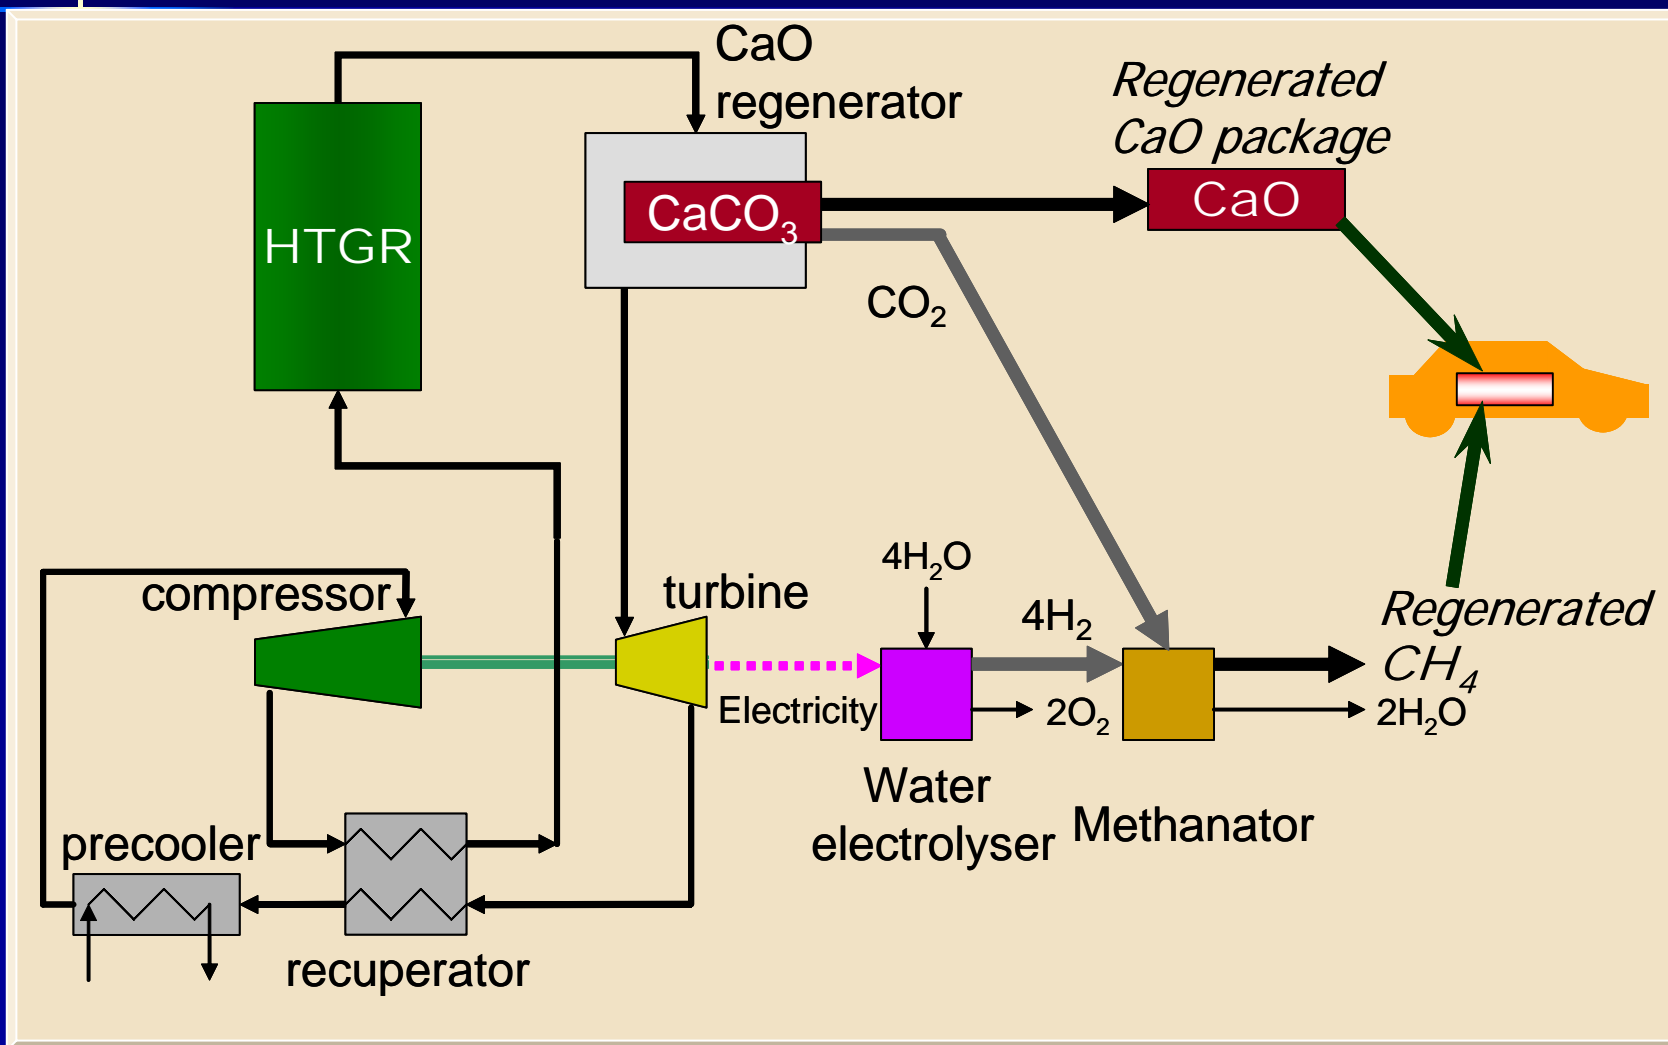 CaO
regenerator
Regenerated
CaO package
HTGR
CaCO₃
CaO
CO₂
compressor
turbine
4H₂O
4H₂
Electricity
2O₂
Regenerated
CH₄
2H₂O
Water
electrolyser
Methanator
precooler
recuperator